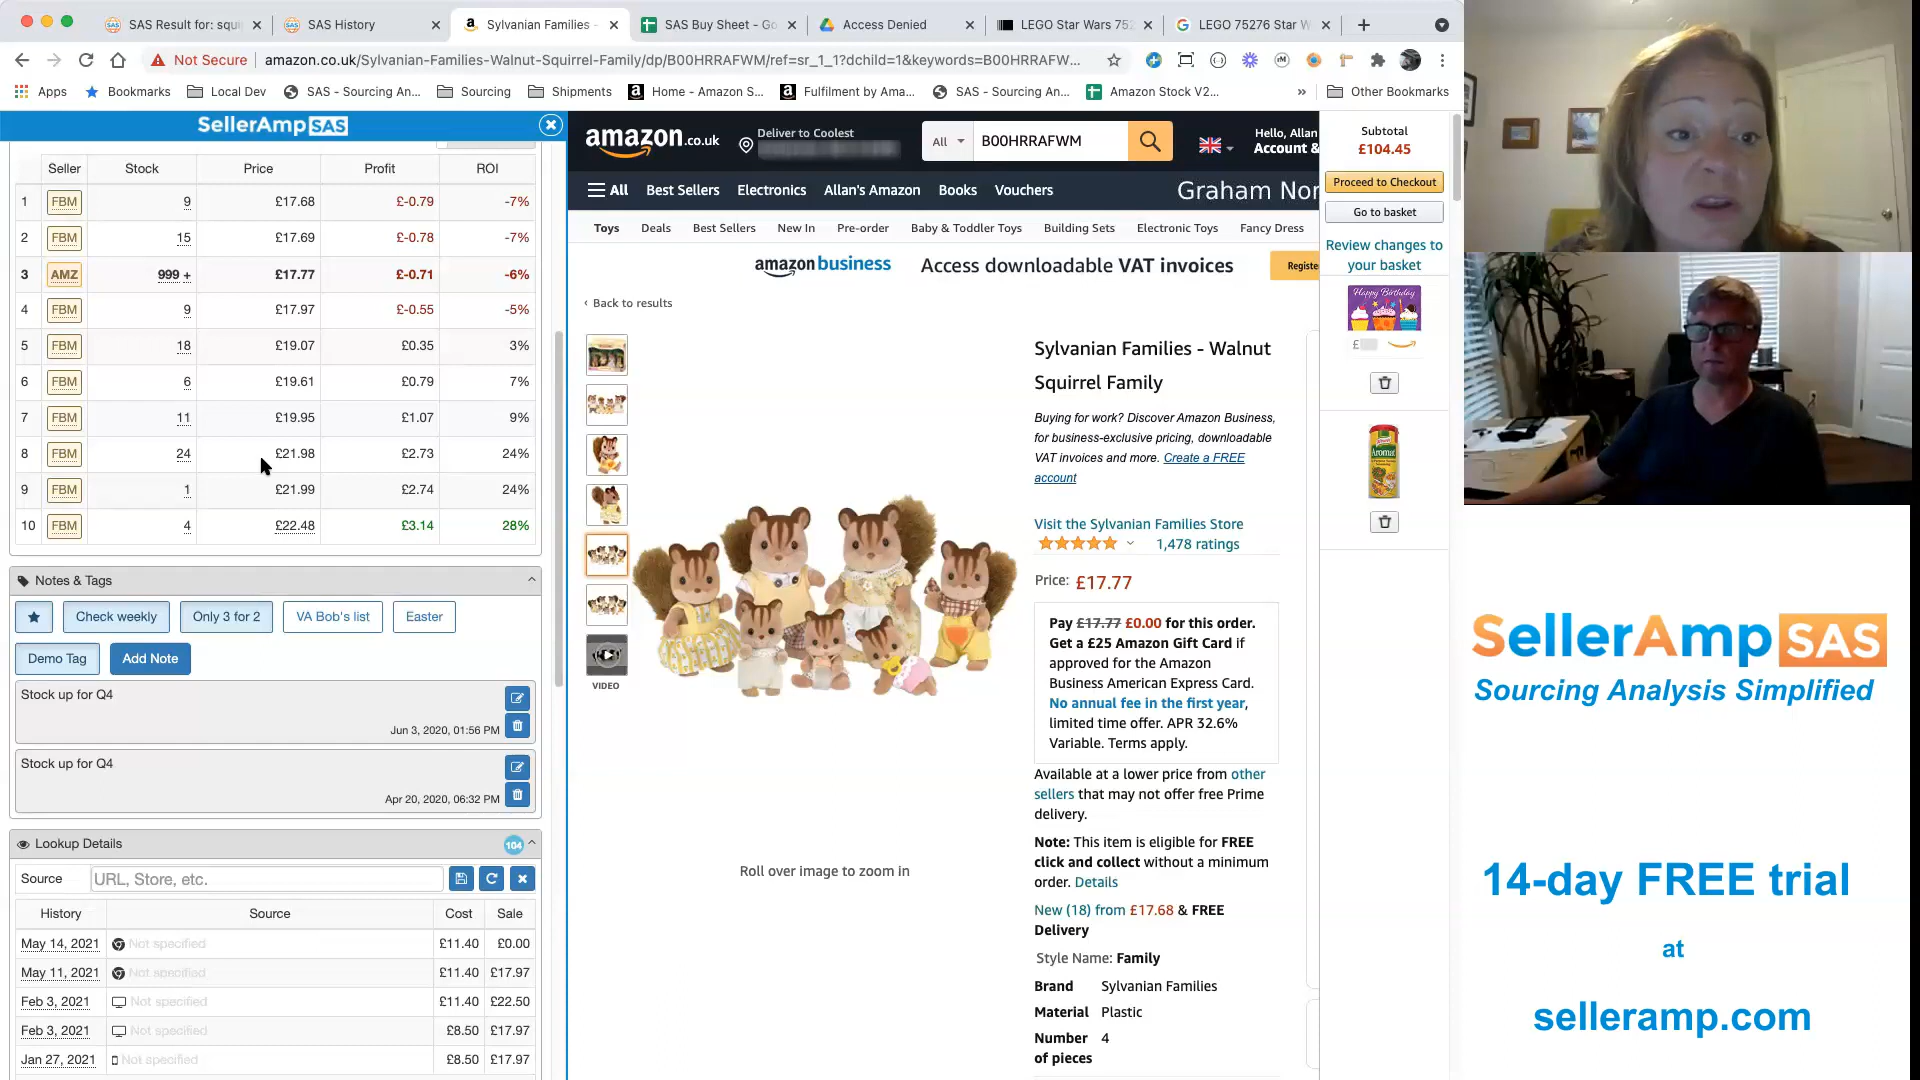 SAS Result for: squi
SAS History
Sylvanian Families -
SAS Buy Sheet - Go
Access Denied
LEGO Star Wars 752
LEGO 75276 Star W
Not Secure
amazon.co.uk/Sylvanian-Families-Walnut-Squirrel-Family/dp/B00HRRAFWM/ref=sr_1_1?dchild=1&keywords=B00HRRAFW...
Apps
Bookmarks
Local Dev
SAS - Sourcing An...
Sourcing
Shipments
Home - Amazon S...
Fulfilment by Ama...
SAS - Sourcing An...
Amazon Stock V2...
»
Other Bookmarks
SellerAmp SAS
Seller Stock Price Profit ROI
1 FBM 9 £17.68 £-0.79 -7%
2 FBM 15 £17.69 £-0.78 -7%
3 AMZ 999 + £17.77 £-0.71 -6%
4 FBM 9 £17.97 £-0.55 -5%
5 FBM 18 £19.07 £0.35 3%
6 FBM 6 £19.61 £0.79 7%
7 FBM 11 £19.95 £1.07 9%
8 FBM 24 £21.98 £2.73 24%
9 FBM 1 £21.99 £2.74 24%
10 FBM 4 £22.48 £3.14 28%
Notes & Tags
Check weekly
Only 3 for 2
VA Bob's list
Easter
Demo Tag
Add Note
Stock up for Q4
Jun 3, 2020, 01:56 PM
Stock up for Q4
Apr 20, 2020, 06:32 PM
Lookup Details
104
Source URL, Store, etc.
History Source Cost Sale
May 14, 2021 Not specified £11.40 £0.00
May 11, 2021 Not specified £11.40 £17.97
Feb 3, 2021 Not specified £11.40 £22.50
Feb 3, 2021 Not specified £8.50 £17.97
Jan 27, 2021 Not specified £8.50 £17.97
amazon.co.uk
Deliver to Coolest
All
B00HRRAFWM
Hello, Allan
Account &
All
Best Sellers
Electronics
Allan's Amazon
Books
Vouchers
Graham Nor
Toys
Deals
Best Sellers
New In
Pre-order
Baby & Toddler Toys
Building Sets
Electronic Toys
Fancy Dress
amazon business
Access downloadable VAT invoices
Registe
‹ Back to results
VIDEO
Roll over image to zoom in
Sylvanian Families - Walnut
Squirrel Family
Buying for work? Discover Amazon Business,
for business-exclusive pricing, downloadable
VAT invoices and more. Create a FREE
account
Visit the Sylvanian Families Store
1,478 ratings
Price: £17.77
Pay £17.77 £0.00 for this order.
Get a £25 Amazon Gift Card if
approved for the Amazon
Business American Express Card.
No annual fee in the first year,
limited time offer. APR 32.6%
Variable. Terms apply.
Available at a lower price from other
sellers that may not offer free Prime
delivery.
Note: This item is eligible for FREE
click and collect without a minimum
order. Details
New (18) from £17.68 & FREE
Delivery
Style Name: Family
Brand Sylvanian Families
Material Plastic
Number 4
of pieces
Subtotal
£104.45
Proceed to Checkout
Go to basket
Review changes to
your basket
Happy Birthday
£
Knorr
Aromat
SellerAmp SAS
Sourcing Analysis Simplified
14-day FREE trial
at
selleramp.com